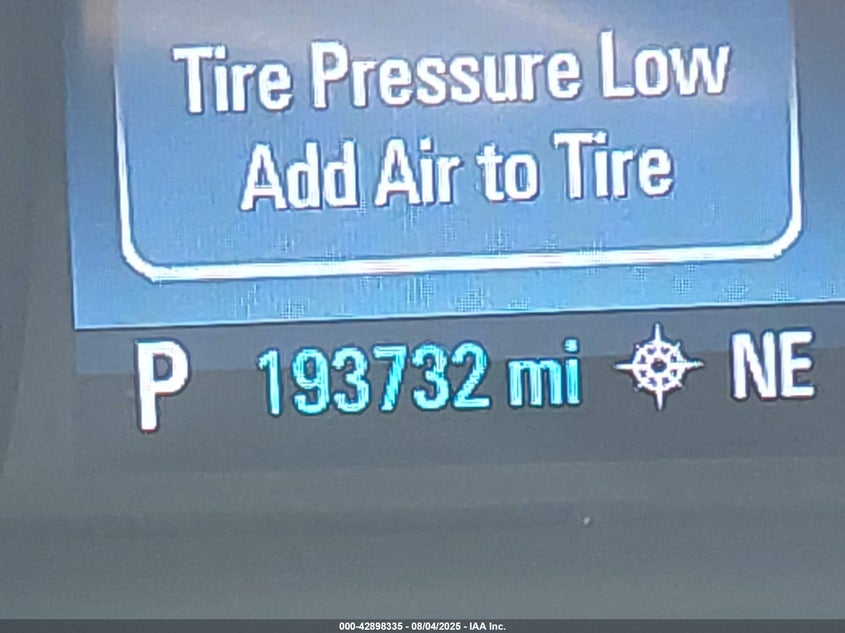 Tire Pressure Low
Add Air to Tire
P 193732 mi NE
000-42898335 - 08/04/2025 - IAA Inc.